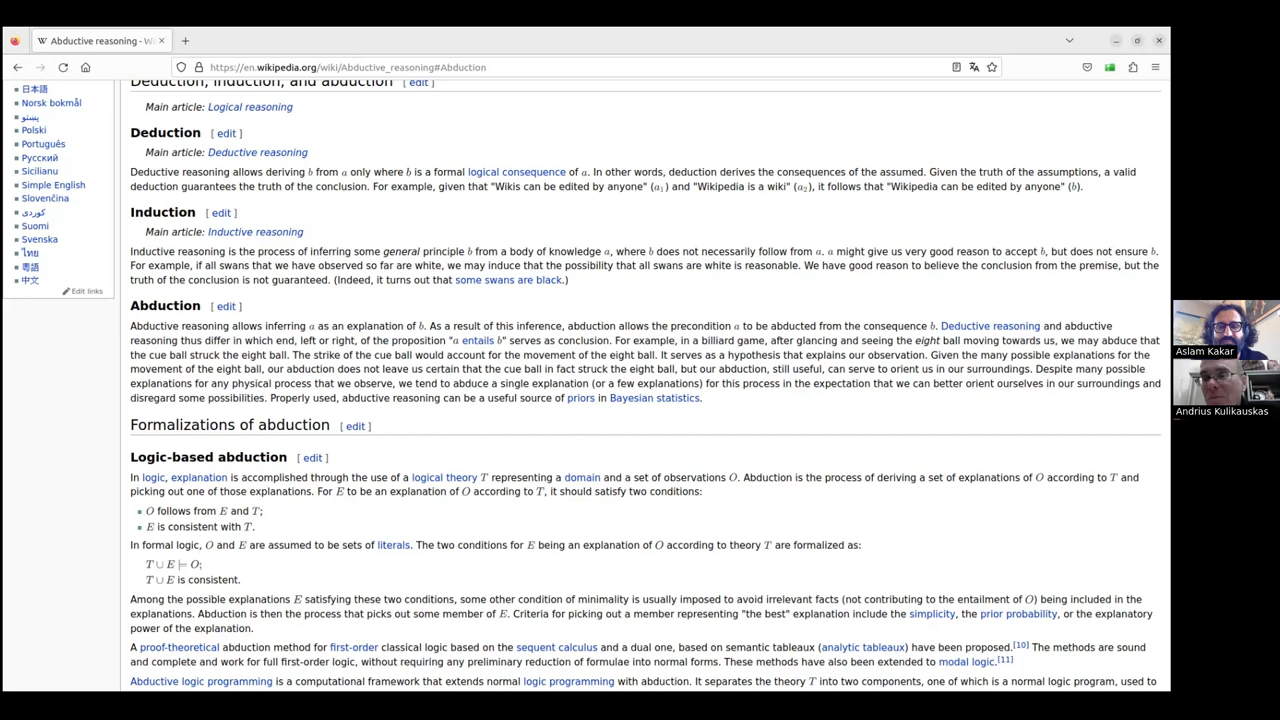 Abductive reasoning - Wi
https://en.wikipedia.org/wiki/Abductive_reasoning#Abduction
日本語
Norsk bokmål
پښتو
Polski
Português
Русский
Sicilianu
Simple English
Slovenčina
کوردی
Suomi
Svenska
ไทย
粵語
中文
Edit links
Deduction, induction, and abduction [ edit ]
Main article: Logical reasoning
Deduction [ edit ]
Main article: Deductive reasoning
Deductive reasoning allows deriving b from a only where b is a formal logical consequence of a. In other words, deduction derives the consequences of the assumed. Given the truth of the assumptions, a valid
deduction guarantees the truth of the conclusion. For example, given that "Wikis can be edited by anyone" (a₁) and "Wikipedia is a wiki" (a₂), it follows that "Wikipedia can be edited by anyone" (b).
Induction [ edit ]
Main article: Inductive reasoning
Inductive reasoning is the process of inferring some general principle b from a body of knowledge a, where b does not necessarily follow from a. a might give us very good reason to accept b, but does not ensure b.
For example, if all swans that we have observed so far are white, we may induce that the possibility that all swans are white is reasonable. We have good reason to believe the conclusion from the premise, but the
truth of the conclusion is not guaranteed. (Indeed, it turns out that some swans are black.)
Abduction [ edit ]
Abductive reasoning allows inferring a as an explanation of b. As a result of this inference, abduction allows the precondition a to be abducted from the consequence b. Deductive reasoning and abductive
reasoning thus differ in which end, left or right, of the proposition "a entails b" serves as conclusion. For example, in a billiard game, after glancing and seeing the eight ball moving towards us, we may abduce that
the cue ball struck the eight ball. The strike of the cue ball would account for the movement of the eight ball. It serves as a hypothesis that explains our observation. Given the many possible explanations for the
movement of the eight ball, our abduction does not leave us certain that the cue ball in fact struck the eight ball, but our abduction, still useful, can serve to orient us in our surroundings. Despite many possible
explanations for any physical process that we observe, we tend to abduce a single explanation (or a few explanations) for this process in the expectation that we can better orient ourselves in our surroundings and
disregard some possibilities. Properly used, abductive reasoning can be a useful source of priors in Bayesian statistics.
Formalizations of abduction [ edit ]
Logic-based abduction [ edit ]
In logic, explanation is accomplished through the use of a logical theory T representing a domain and a set of observations O. Abduction is the process of deriving a set of explanations of O according to T and
picking out one of those explanations. For E to be an explanation of O according to T, it should satisfy two conditions:
O follows from E and T;
E is consistent with T.
In formal logic, O and E are assumed to be sets of literals. The two conditions for E being an explanation of O according to theory T are formalized as:
T ∪ E ⊨ O;
T ∪ E is consistent.
Among the possible explanations E satisfying these two conditions, some other condition of minimality is usually imposed to avoid irrelevant facts (not contributing to the entailment of O) being included in the
explanations. Abduction is then the process that picks out some member of E. Criteria for picking out a member representing "the best" explanation include the simplicity, the prior probability, or the explanatory
power of the explanation.
A proof-theoretical abduction method for first-order classical logic based on the sequent calculus and a dual one, based on semantic tableaux (analytic tableaux) have been proposed.[10] The methods are sound
and complete and work for full first-order logic, without requiring any preliminary reduction of formulae into normal forms. These methods have also been extended to modal logic.[11]
Abductive logic programming is a computational framework that extends normal logic programming with abduction. It separates the theory T into two components, one of which is a normal logic program, used to
Aslam Kakar
Andrius Kulikauskas